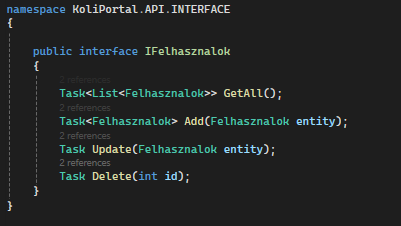 namespace KoliPortal.API.INTERFACE
{
public interface IFelhasznalok
{
2 references
Task<List<Felhasznalok>> GetAll();
2 references
Task<Felhasznalok> Add(Felhasznalok entity);
2 references
Task Update(Felhasznalok entity);
2 references
Task Delete(int id);
}
}